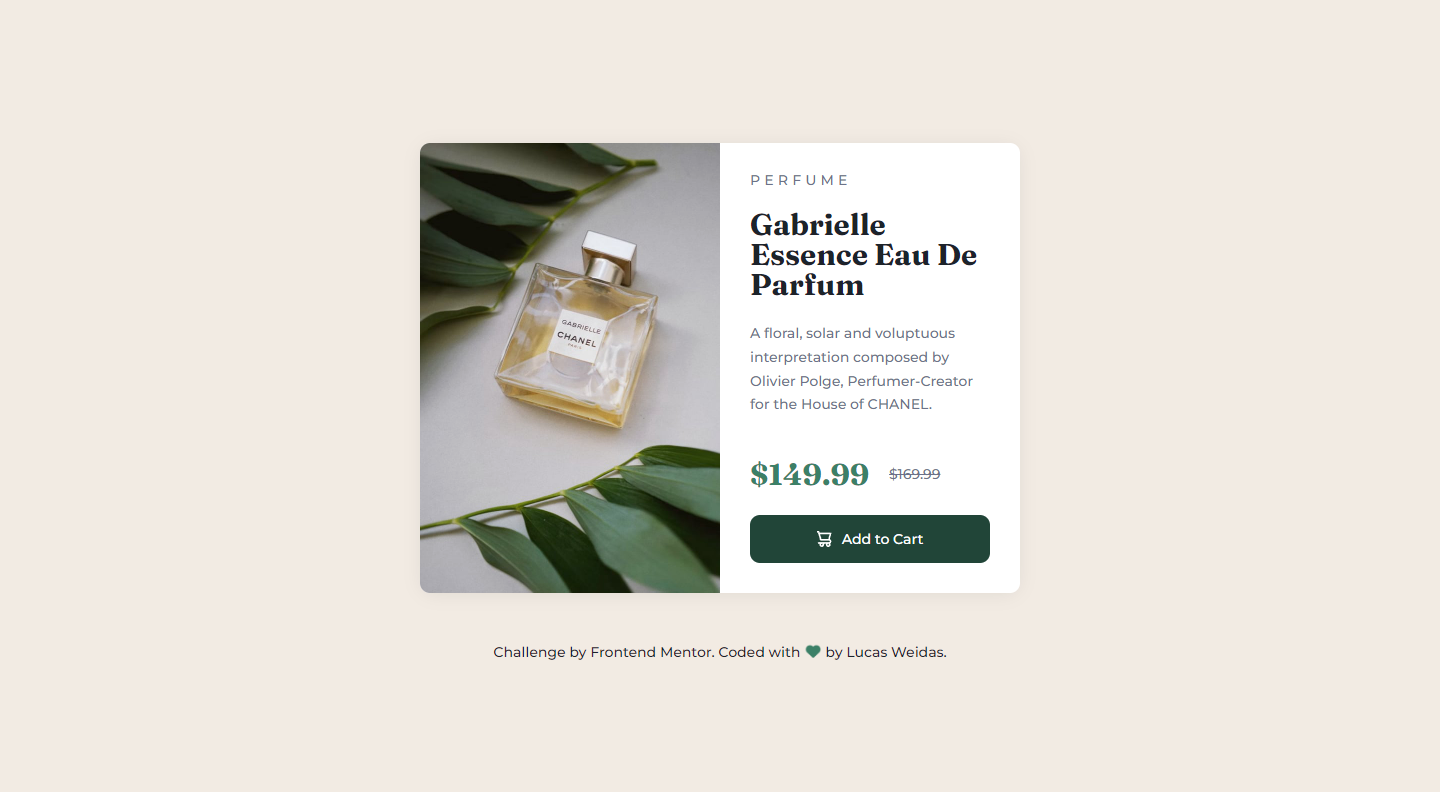 GABRIELLE
CHANEL
PARIS
PERFUME
Gabrielle
Essence Eau De
Parfum
A floral, solar and voluptuous
interpretation composed by
Olivier Polge, Perfumer-Creator
for the House of CHANEL.
$149.99 $169.99
Add to Cart
Challenge by Frontend Mentor. Coded with 💚 by Lucas Weidas.